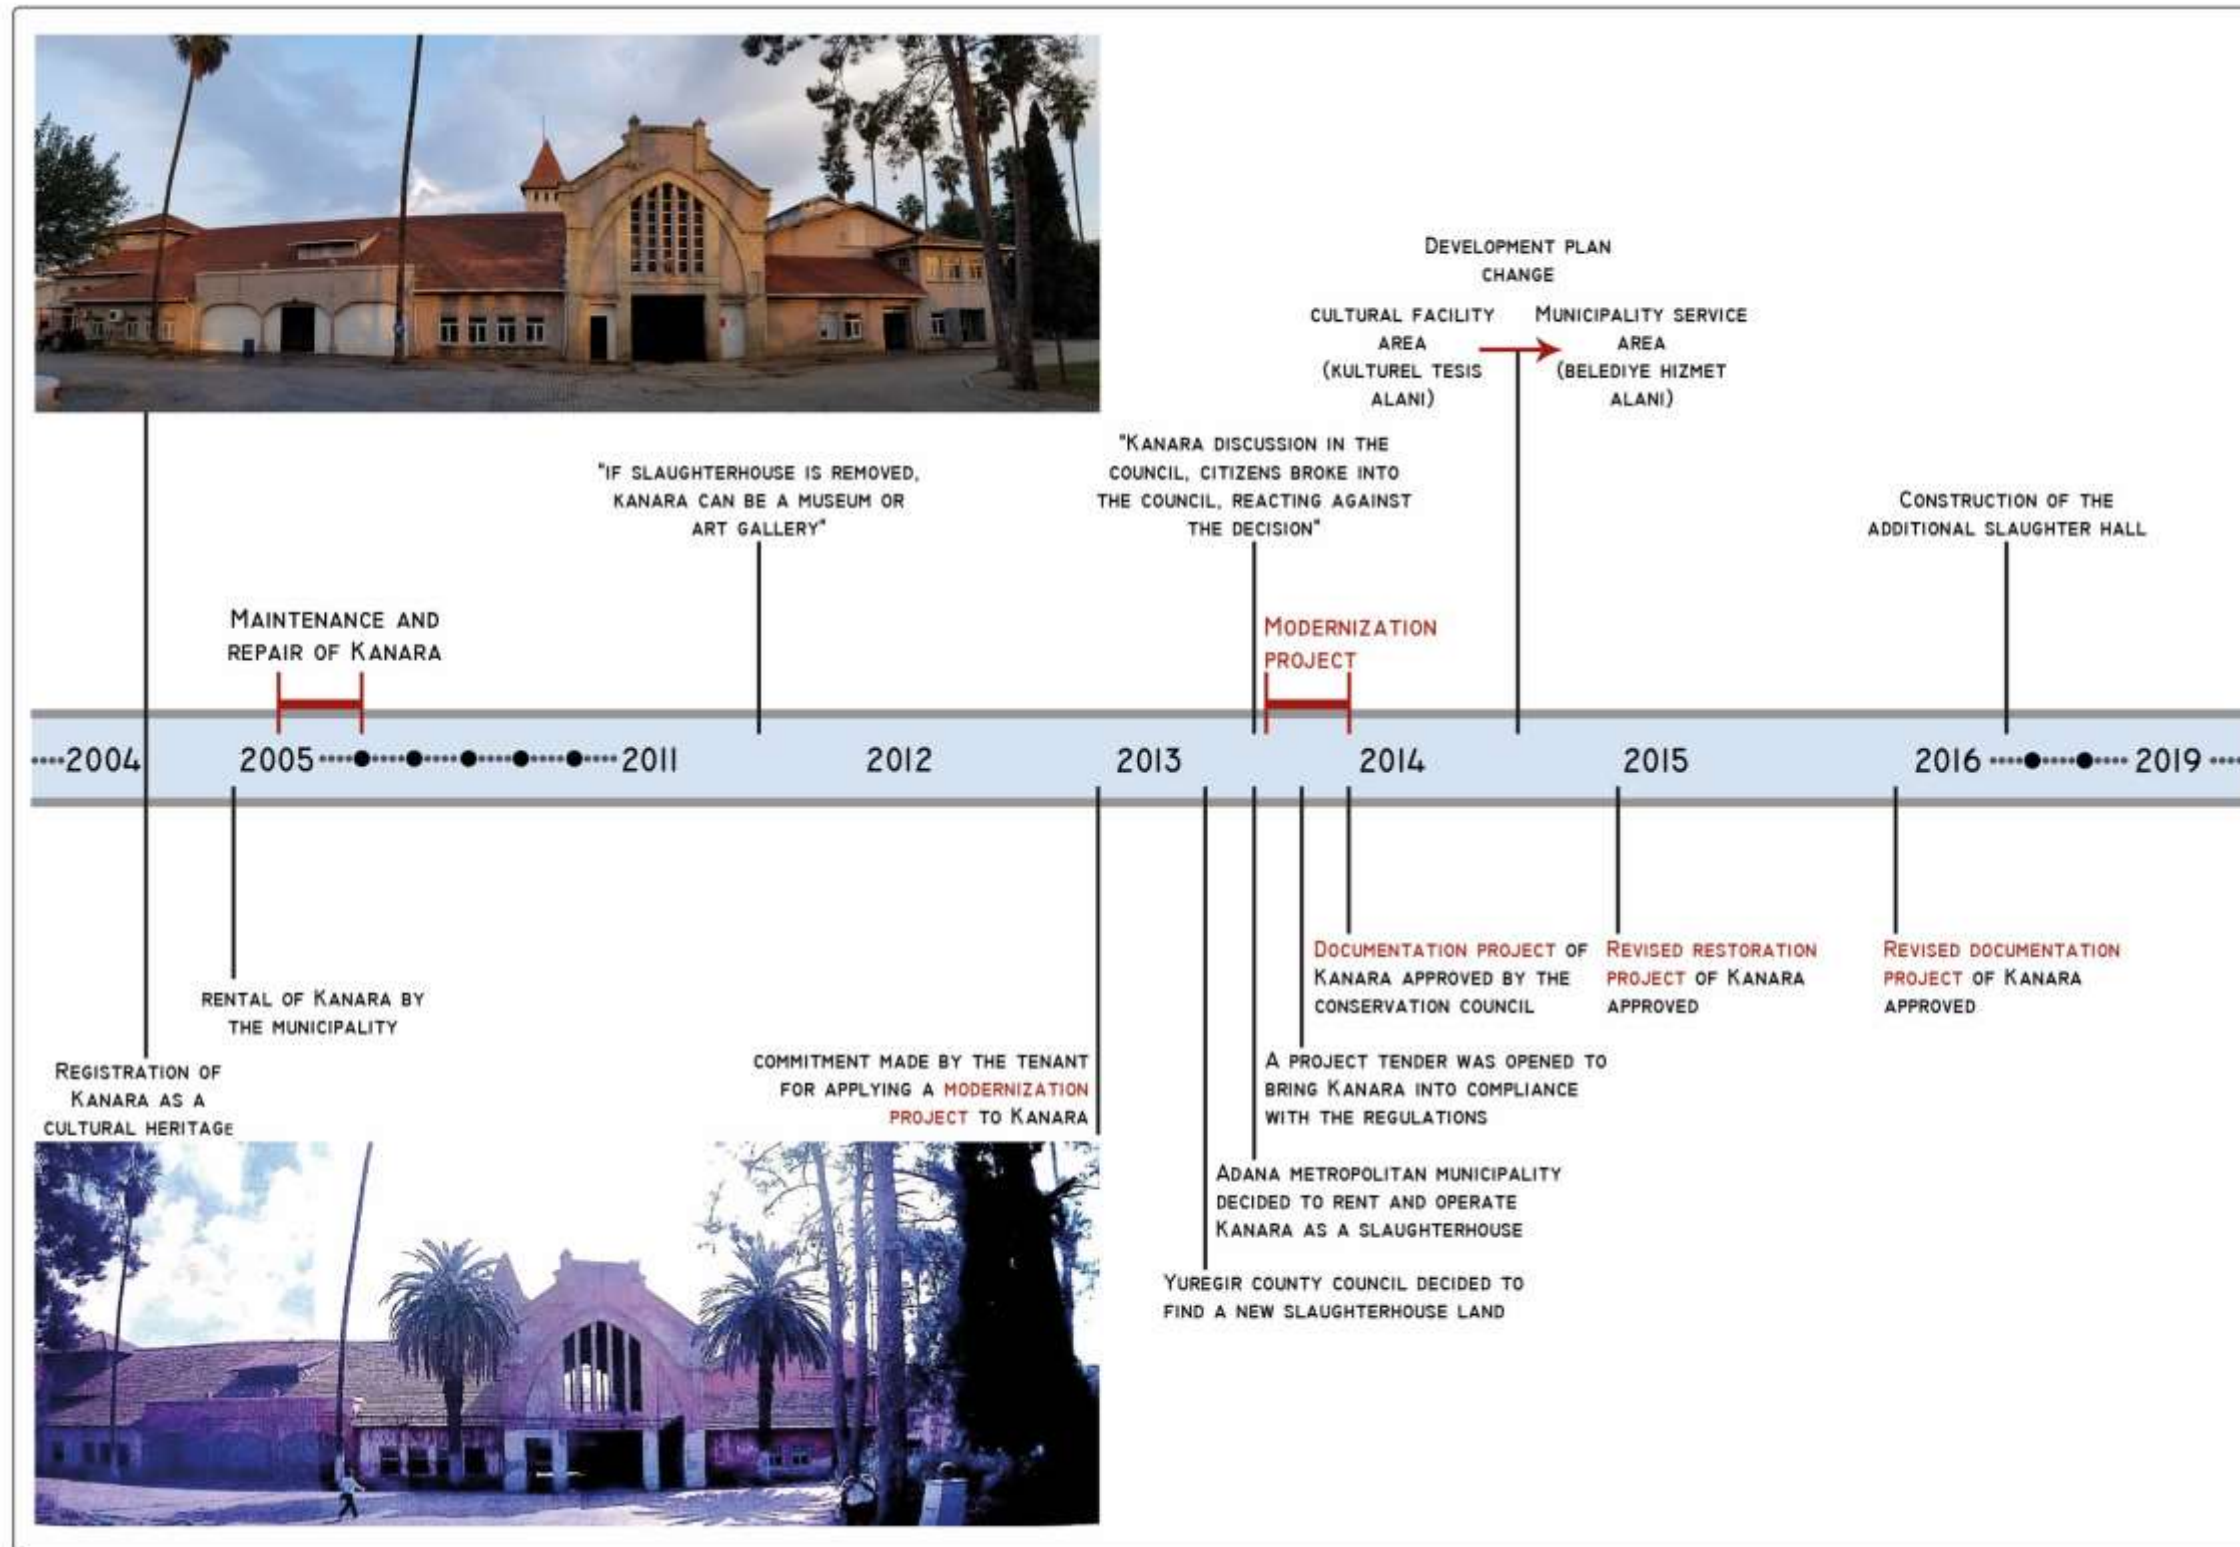 DEVELOPMENT PLAN
CHANGE
CULTURAL FACILITY
AREA
(KULTUREL TESIS
ALANI)
MUNICIPALITY SERVICE
AREA
(BELEDIYE HIZMET
ALANI)
"KANARA DISCUSSION IN THE
COUNCIL, CITIZENS BROKE INTO
THE COUNCIL, REACTING AGAINST
THE DECISION"
"IF SLAUGHTERHOUSE IS REMOVED,
KANARA CAN BE A MUSEUM OR
ART GALLERY"
CONSTRUCTION OF THE
ADDITIONAL SLAUGHTER HALL
MAINTENANCE AND
REPAIR OF KANARA
MODERNIZATION
PROJECT
2004 2005 2011 2012 2013 2014 2015 2016 2019
DOCUMENTATION PROJECT OF
KANARA APPROVED BY THE
CONSERVATION COUNCIL
REVISED RESTORATION
PROJECT OF KANARA
APPROVED
REVISED DOCUMENTATION
PROJECT OF KANARA
APPROVED
RENTAL OF KANARA BY
THE MUNICIPALITY
REGISTRATION OF
KANARA AS A
CULTURAL HERITAGE
COMMITMENT MADE BY THE TENANT
FOR APPLYING A MODERNIZATION
PROJECT TO KANARA
A PROJECT TENDER WAS OPENED TO
BRING KANARA INTO COMPLIANCE
WITH THE REGULATIONS
ADANA METROPOLITAN MUNICIPALITY
DECIDED TO RENT AND OPERATE
KANARA AS A SLAUGHTERHOUSE
YUREGIR COUNTY COUNCIL DECIDED TO
FIND A NEW SLAUGHTERHOUSE LAND